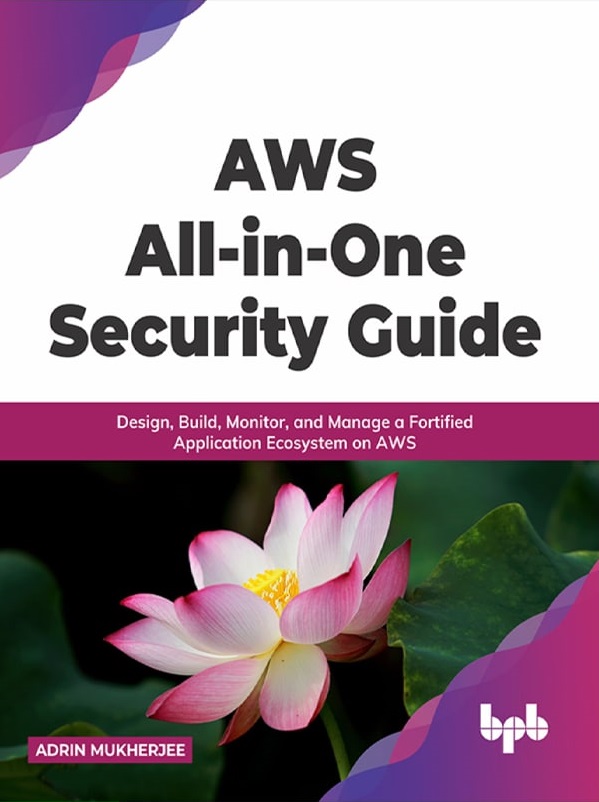 AWS
All-in-One
Security Guide
Design, Build, Monitor, and Manage a Fortified
Application Ecosystem on AWS
ADRIN MUKHERJEE
bpb